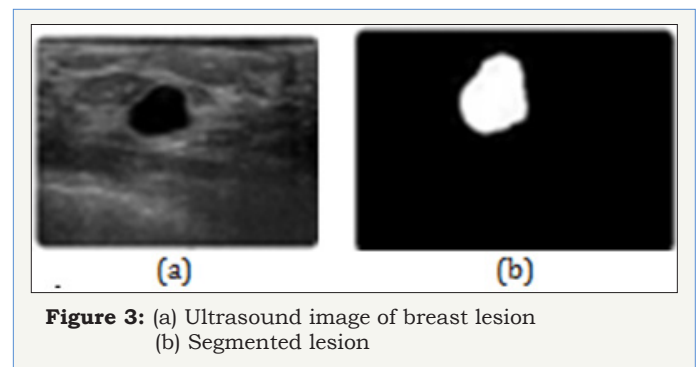 (a) (b)
Figure 3: (a) Ultrasound image of breast lesion
(b) Segmented lesion